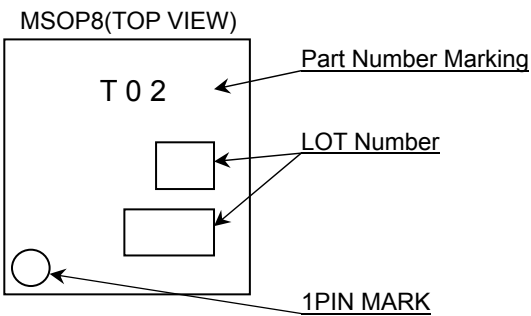 MSOP8(TOP VIEW)
Part Number Marking
T 0 2
LOT Number
1PIN MARK